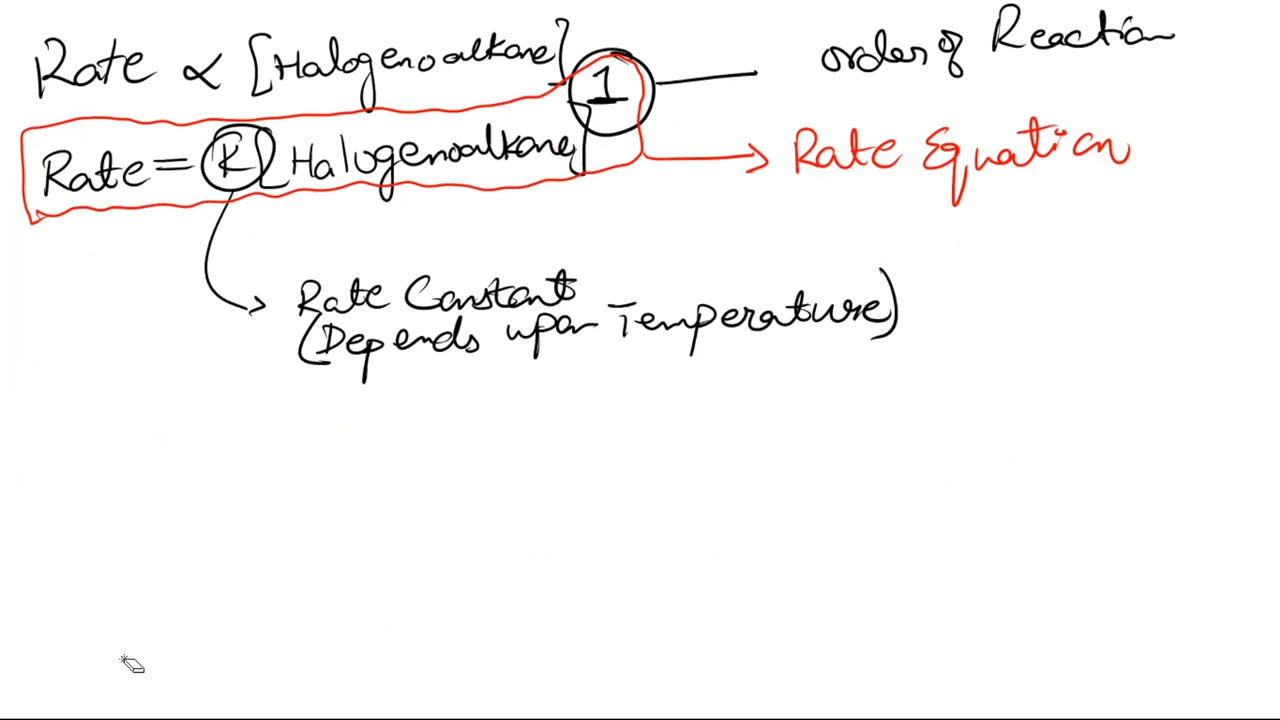 Rate ∝ [Halogenoalkane]¹ order of Reaction
Rate = K[Halogenoalkane] Rate Equation
Rate Constant
(Depends upon Temperature)